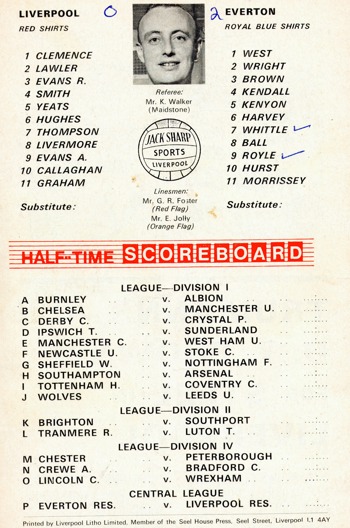 LIVERPOOL 0 2 EVERTON
RED SHIRTS ROYAL BLUE SHIRTS
1 CLEMENCE
2 LAWLER
3 EVANS R.
4 SMITH
5 YEATS
6 HUGHES
7 THOMPSON
8 LIVERMORE
9 EVANS A.
10 CALLAGHAN
11 GRAHAM
Substitute:
Referee:
Mr. K. Walker
(Maidstone)
JACK SHARP
SPORTS
LIVERPOOL
Linesmen:
Mr. G. R. Foster
(Red Flag)
Mr. E. Jolly
(Orange Flag)
1 WEST
2 WRIGHT
3 BROWN
4 KENDALL
5 KENYON
6 HARVEY
7 WHITTLE
8 BALL
9 ROYLE
10 HURST
11 MORRISSEY
Substitute:
HALF-TIME SCOREBOARD
LEAGUE—DIVISION I
A BURNLEY v. ALBION
B CHELSEA v. MANCHESTER U.
C DERBY C. v. CRYSTAL P.
D IPSWICH T. v. SUNDERLAND
E MANCHESTER C. v. WEST HAM U.
F NEWCASTLE U. v. STOKE C.
G SHEFFIELD W. v. NOTTINGHAM F.
H SOUTHAMPTON v. ARSENAL
I TOTTENHAM H. v. COVENTRY C.
J WOLVES v. LEEDS U.
LEAGUE—DIVISION II
K BRIGHTON v. SOUTHPORT
L TRANMERE R. v. LUTON T.
LEAGUE—DIVISION IV
M CHESTER v. PETERBOROUGH
N CREWE A. v. BRADFORD C.
O LINCOLN C. v. WREXHAM
CENTRAL LEAGUE
P EVERTON RES. v. LIVERPOOL RES.
Printed by Liverpool Litho Limited, Member of the Seel House Press, Seel Street, Liverpool L1 4AY